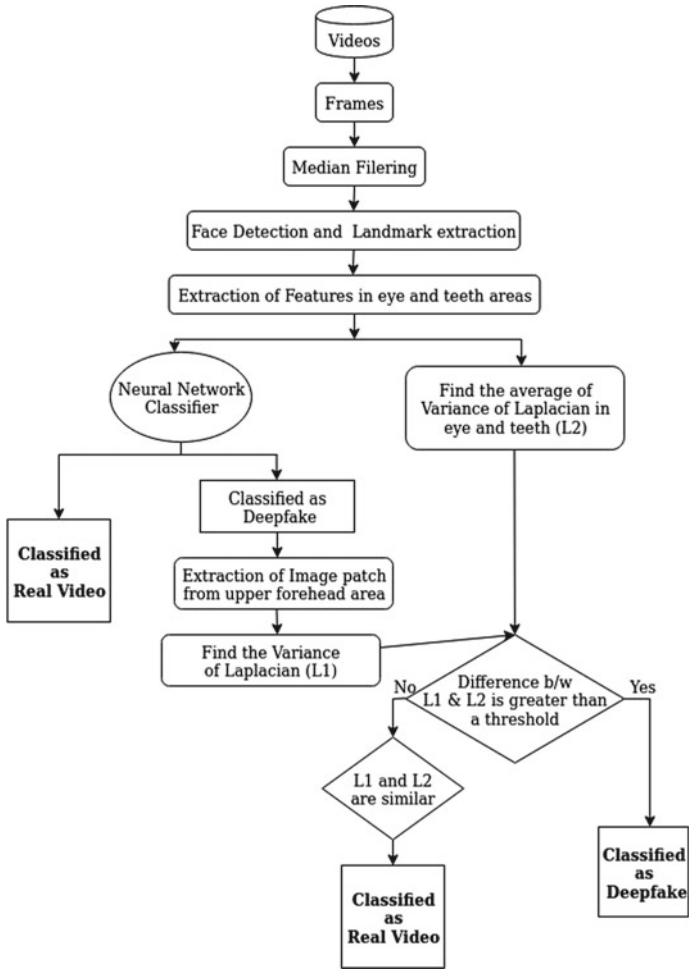 Videos
Frames
Median Filering
Face Detection and Landmark extraction
Extraction of Features in eye and teeth areas
Neural Network
Classifier
Find the average of
Variance of Laplacian in
eye and teeth (L2)
Classified
as
Real Video
Classified as
Deepfake
Extraction of Image patch
from upper forehead area
Find the Variance
of Laplacian (L1)
No
Difference b/w
L1 & L2 is greater than
a threshold
Yes
L1 and L2
are similar
Classified
as
Real Video
Classified
as
Deepfake